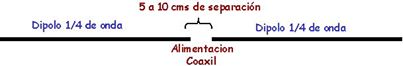 5 a 10 cms de separación
Dipolo 1/4 de onda
Dipolo 1/4 de onda
Alimentacion
Coaxil